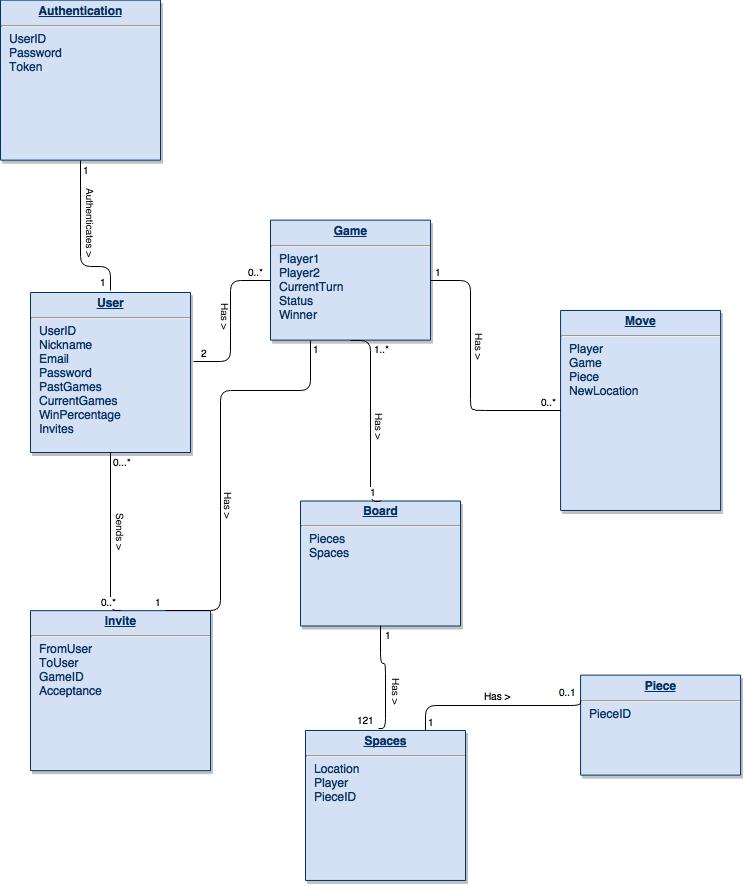 Authentication
UserID
Password
Token
1
Authenticates >
1
User
UserID
Nickname
Email
Password
PastGames
CurrentGames
WinPercentage
Invites
2
Has >
0..*
Game
Player1
Player2
CurrentTurn
Status
Winner
1
Has >
0..*
Move
Player
Game
Piece
NewLocation
1
Has >
1
1..*
Has >
1
0...*
Sends >
0..*
Invite
FromUser
ToUser
GameID
Acceptance
Board
Pieces
Spaces
1
Has >
121
Spaces
Location
Player
PieceID
1
Has >
0..1
Piece
PieceID